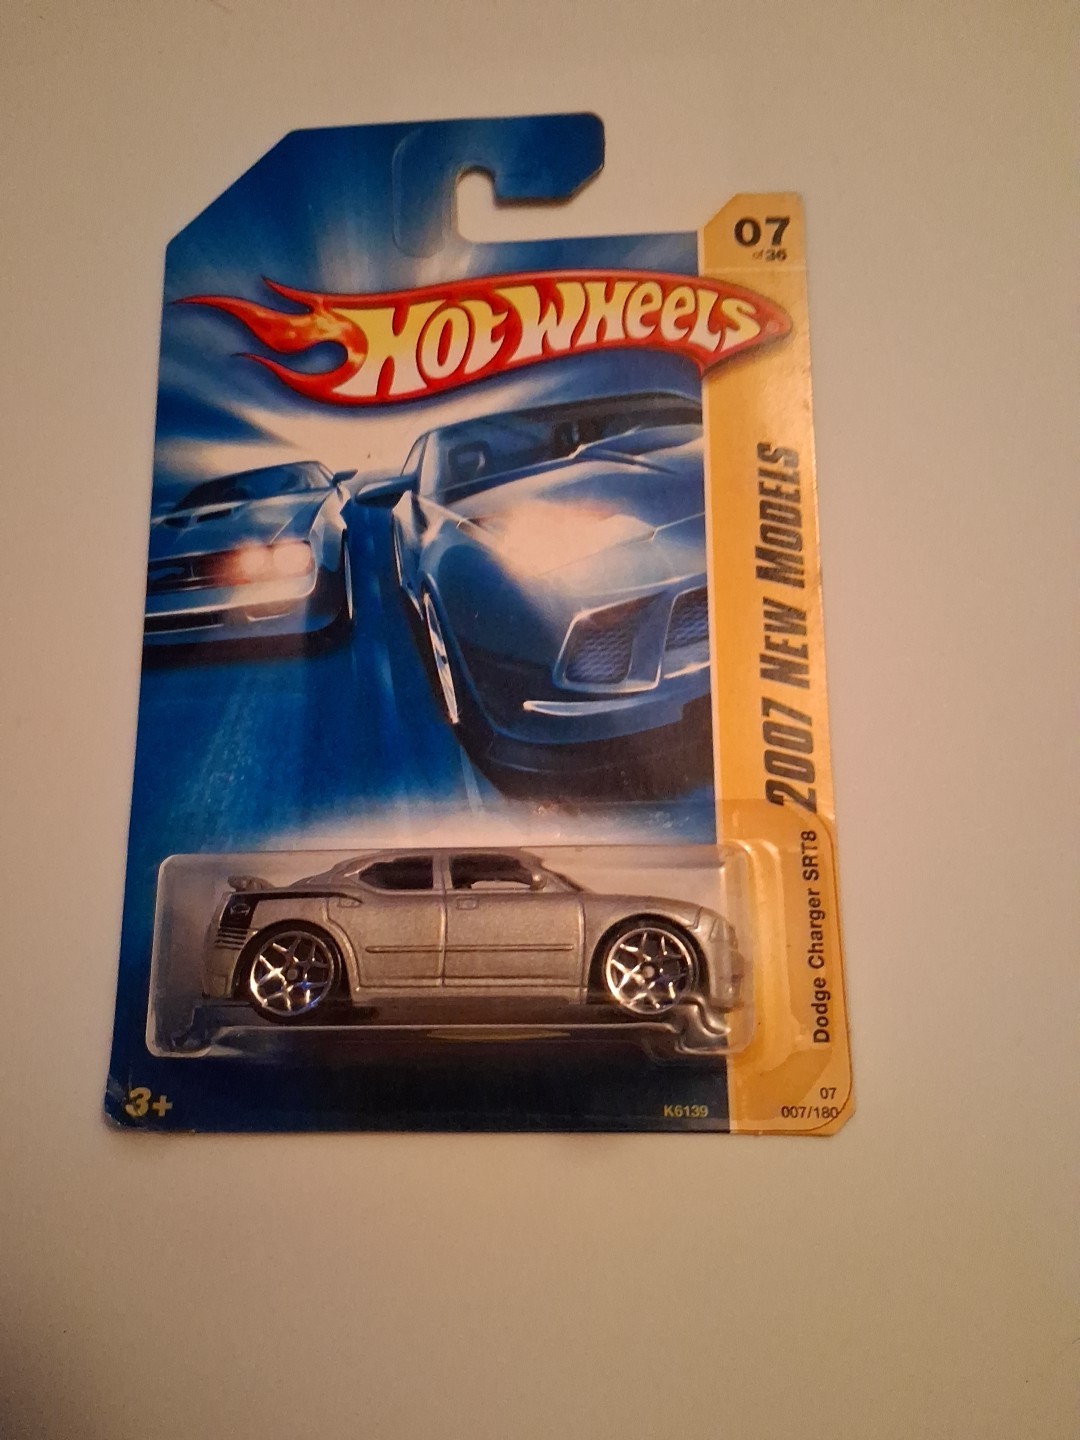 07
of 36
HOT WHEELS
2007 NEW MODELS
Dodge Charger SRT8
3+
K6139
07
007/180